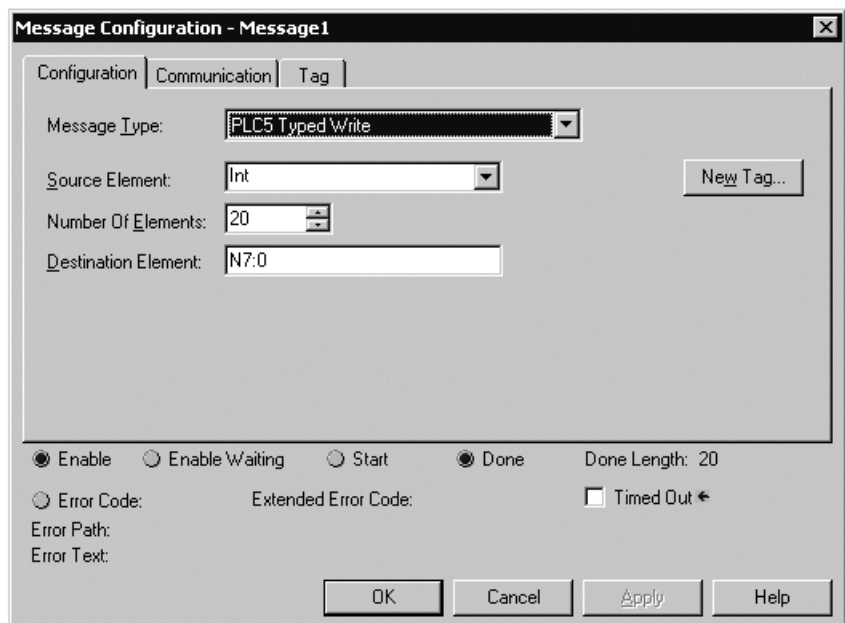 Message Configuration - Message1
Configuration Communication Tag
Message Type: PLC5 Typed Write
Source Element: Int New Tag...
Number Of Elements: 20
Destination Element: N7:0
Enable Enable Waiting Start Done Done Length: 20
Error Code: Extended Error Code: Timed Out ←
Error Path:
Error Text:
OK Cancel Apply Help